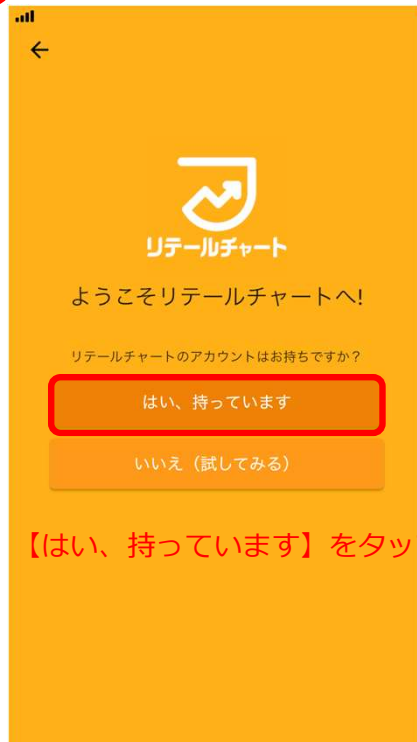 リテールチャート
ようこそリテールチャートへ!
リテールチャートのアカウントはお持ちですか？
はい、持っています
いいえ（試してみる）
【はい、持っています】をタッ